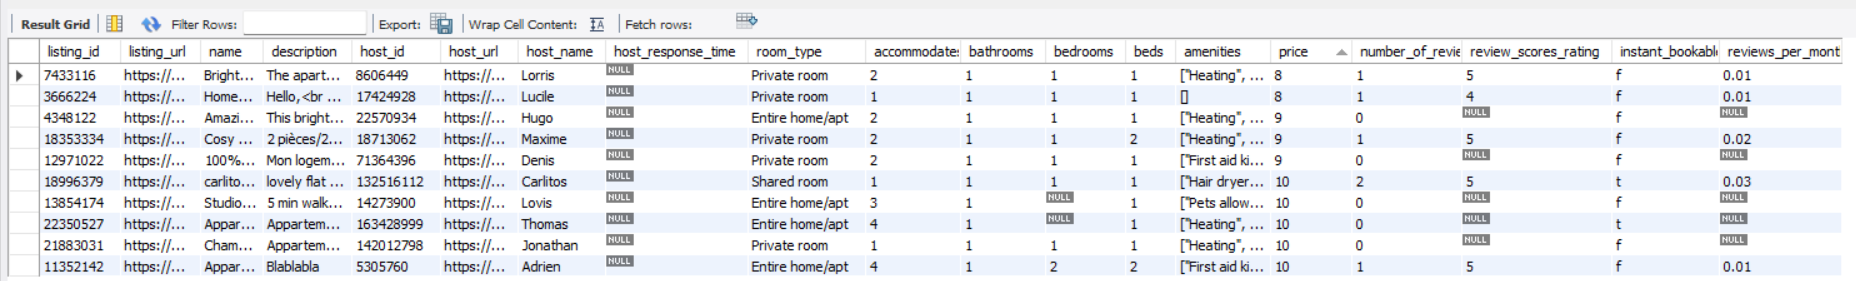 Result Grid Filter Rows: Export: Wrap Cell Content: IA Fetch rows:
listing_id listing_url name description host_id host_url host_name host_response_time room_type accommodates bathrooms bedrooms beds amenities price number_of_revie review_scores_rating instant_bookabl reviews_per_mont
7433116 https://... Bright... The apart... 8606449 https://... Lorris NULL Private room 2 1 1 1 ["Heating", ... 8 1 5 f 0.01
3666224 https://... Home... Hello,<br ... 17424928 https://... Lucile NULL Private room 1 1 1 1 [] 8 1 4 f 0.01
4348122 https://... Amazi... This bright... 22570934 https://... Hugo NULL Entire home/apt 2 1 1 1 ["Heating", ... 9 0 NULL f NULL
18353334 https://... Cosy ... 2 pièces/2... 18713062 https://... Maxime NULL Private room 2 1 1 2 ["Heating", ... 9 1 5 f 0.02
12971022 https://... 100%... Mon logem... 71364396 https://... Denis NULL Private room 2 1 1 1 ["First aid ki... 9 0 NULL f NULL
18996379 https://... carlito... lovely flat ... 132516112 https://... Carlitos NULL Shared room 1 1 1 1 ["Hair dryer... 10 2 5 t 0.03
13854174 https://... Studio... 5 min walk... 14273900 https://... Lovis NULL Entire home/apt 3 1 NULL 1 ["Pets allow... 10 0 NULL f NULL
22350527 https://... Appar... Appartem... 163428999 https://... Thomas NULL Entire home/apt 4 1 NULL 1 ["Heating", ... 10 0 NULL t NULL
21883031 https://... Cham... Appartem... 142012798 https://... Jonathan NULL Private room 1 1 1 1 ["Heating", ... 10 0 NULL f NULL
11352142 https://... Appar... Blablabla 5305760 https://... Adrien NULL Entire home/apt 4 1 2 2 ["First aid ki... 10 1 5 f 0.01